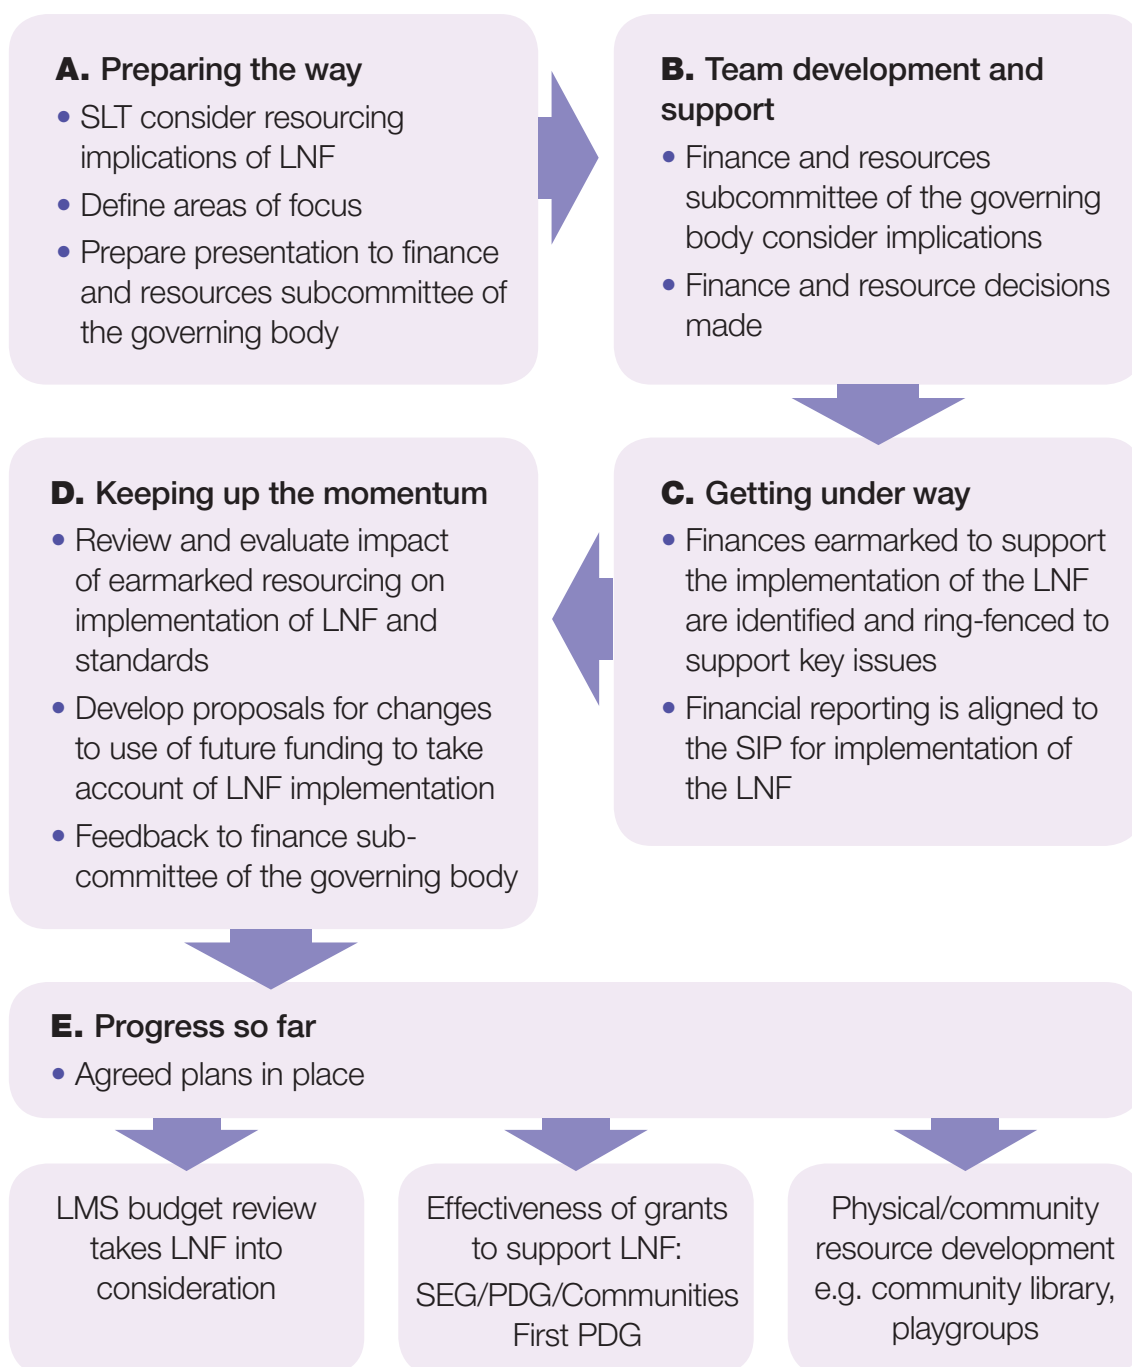 A. Preparing the way
• SLT consider resourcing
implications of LNF
• Define areas of focus
• Prepare presentation to finance
and resources subcommittee of
the governing body
B. Team development and
support
• Finance and resources
subcommittee of the governing
body consider implications
• Finance and resource decisions
made
C. Getting under way
• Finances earmarked to support
the implementation of the LNF
are identified and ring-fenced to
support key issues
• Financial reporting is aligned to
the SIP for implementation of
the LNF
D. Keeping up the momentum
• Review and evaluate impact
of earmarked resourcing on
implementation of LNF and
standards
• Develop proposals for changes
to use of future funding to take
account of LNF implementation
• Feedback to finance sub-
committee of the governing body
E. Progress so far
• Agreed plans in place
LMS budget review
takes LNF into
consideration
Effectiveness of grants
to support LNF:
SEG/PDG/Communities
First PDG
Physical/community
resource development
e.g. community library,
playgroups